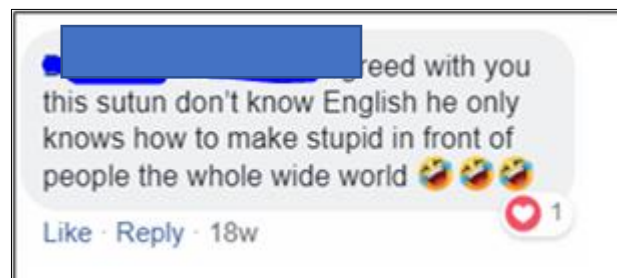 greed with you
this sutun don't know English he only
knows how to make stupid in front of
people the whole wide world 🤣🤣🤣
1
Like · Reply · 18w